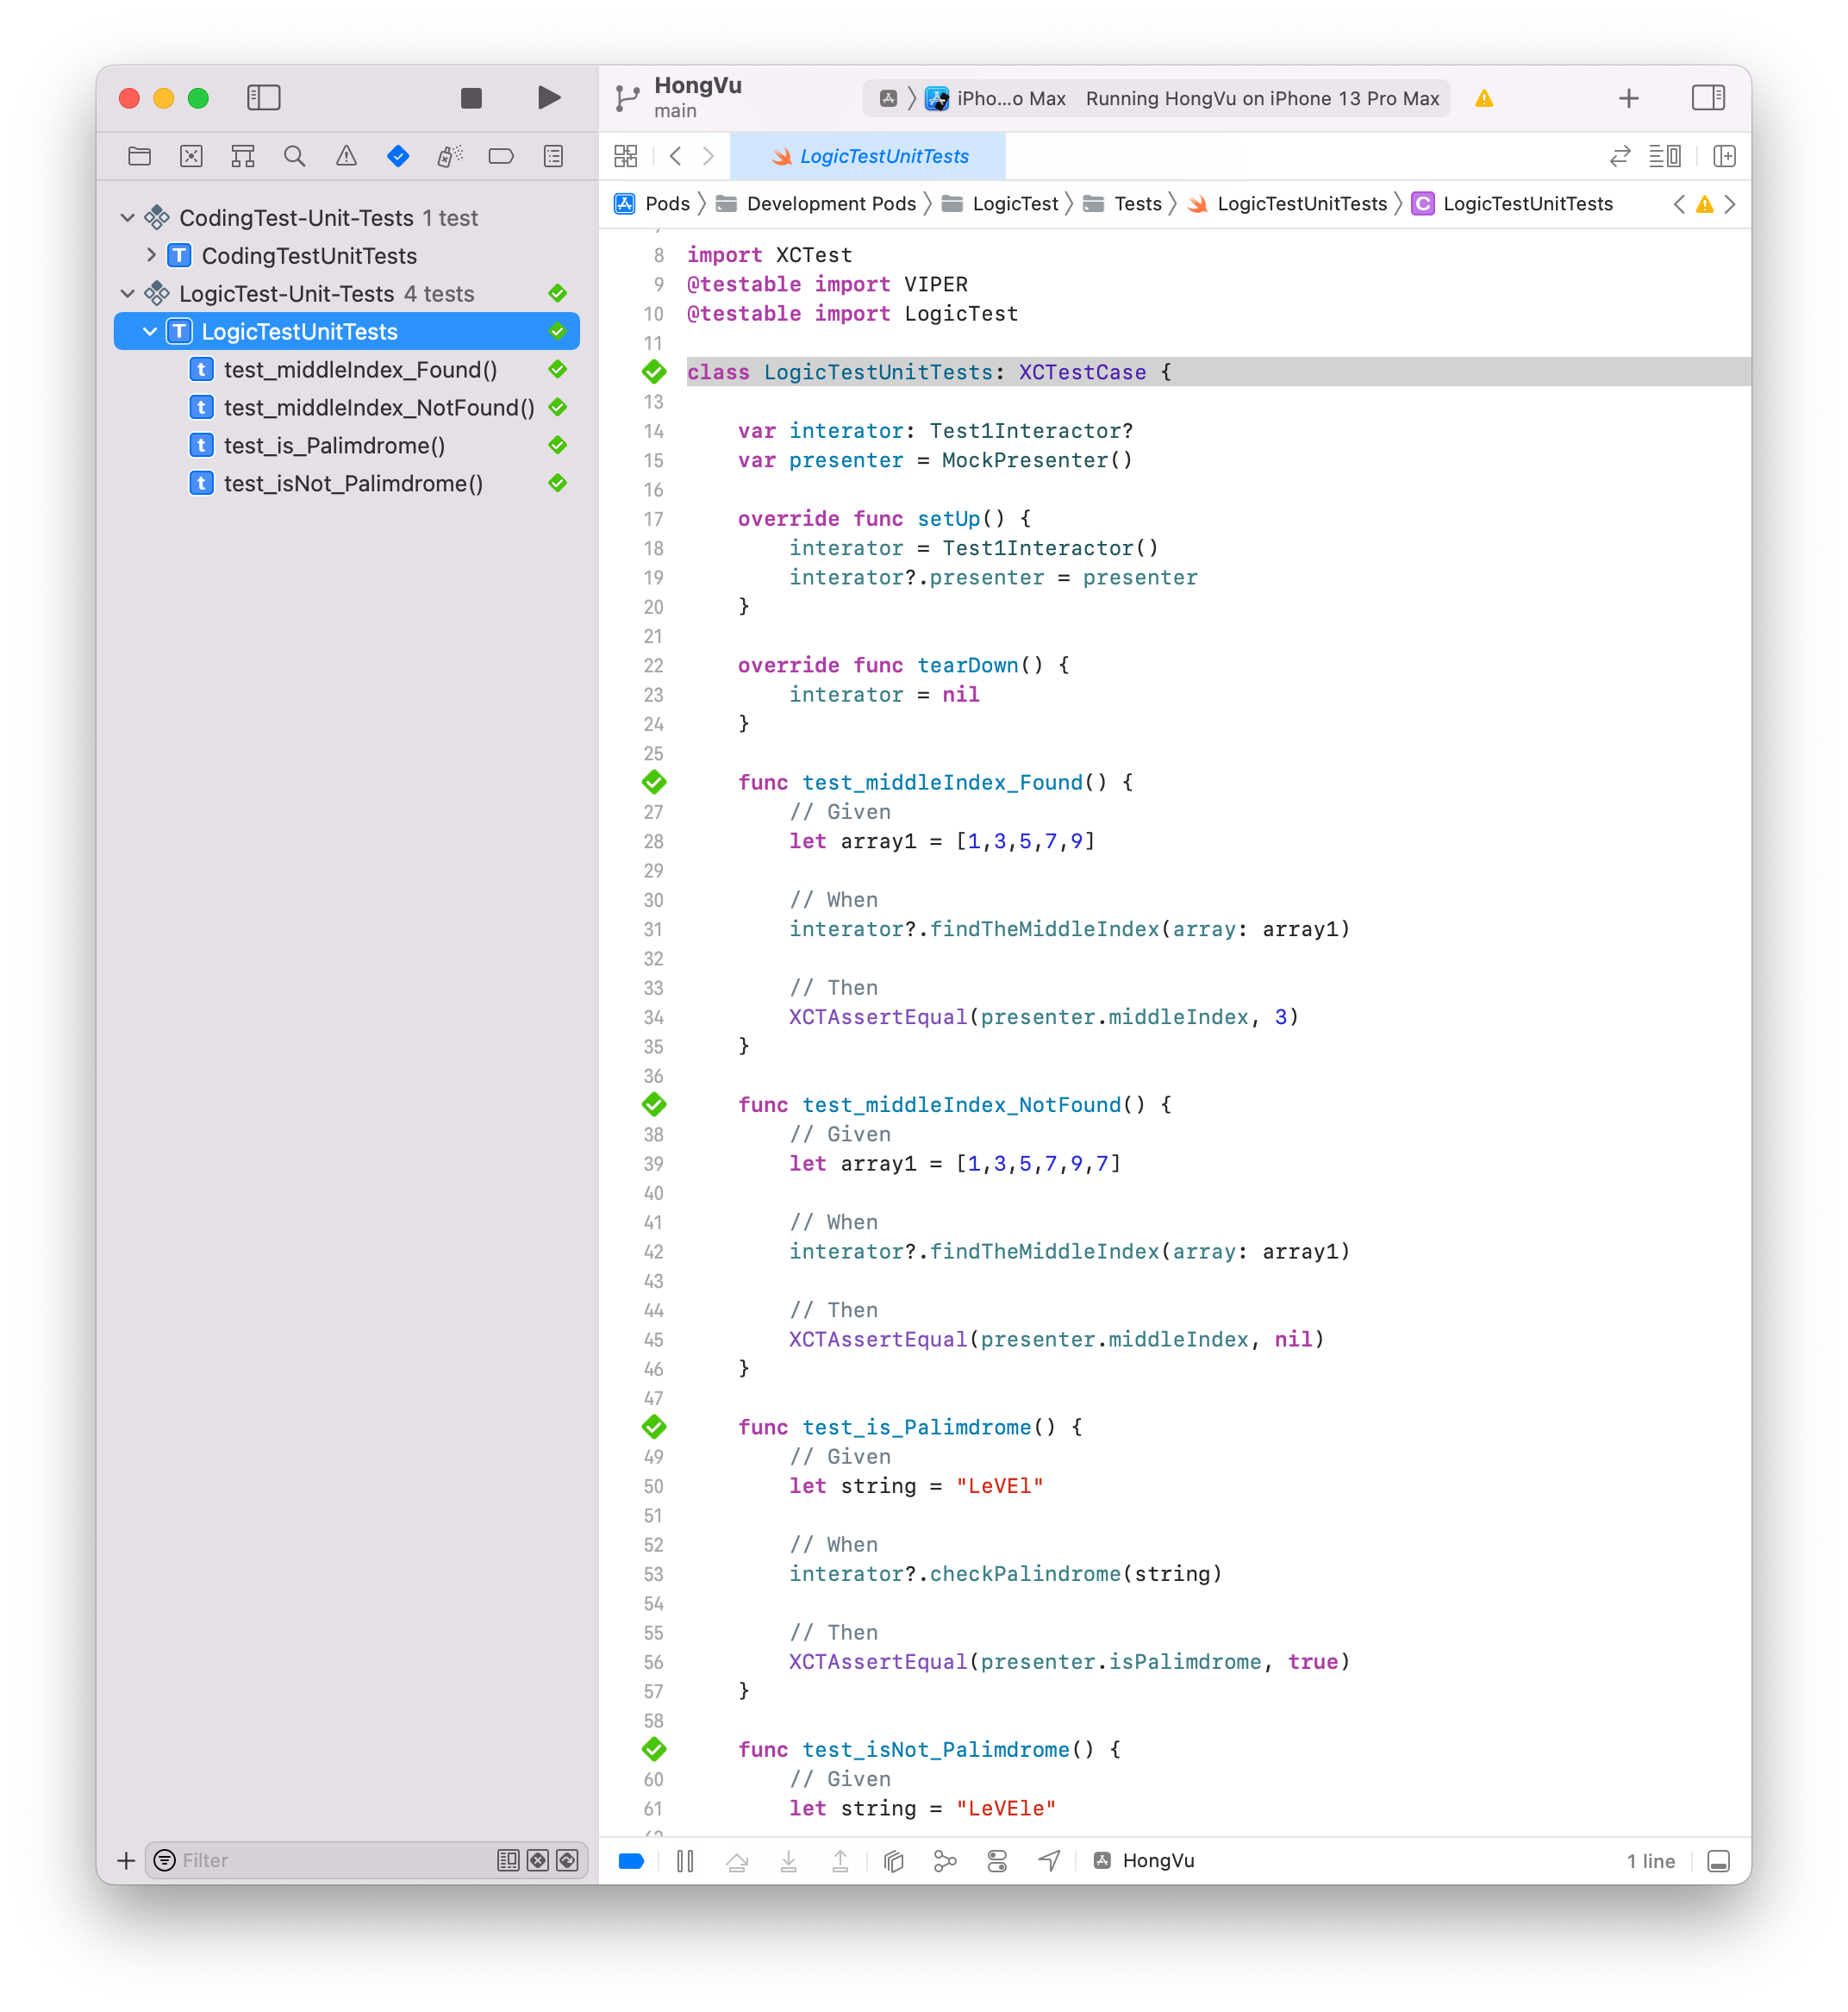 HongVu
main
iPho...o Max Running HongVu on iPhone 13 Pro Max
LogicTestUnitTests
Pods Development Pods LogicTest Tests LogicTestUnitTests C LogicTestUnitTests
CodingTest-Unit-Tests 1 test
T CodingTestUnitTests
LogicTest-Unit-Tests 4 tests
T LogicTestUnitTests
t test_middleIndex_Found()
t test_middleIndex_NotFound()
t test_is_Palimdrome()
t test_isNot_Palimdrome()
Filter
8 import XCTest
9 @testable import VIPER
10 @testable import LogicTest
11
class LogicTestUnitTests: XCTestCase {
13
14 var interator: Test1Interactor?
15 var presenter = MockPresenter()
16
17 override func setUp() {
18 interator = Test1Interactor()
19 interator?.presenter = presenter
20 }
21
22 override func tearDown() {
23 interator = nil
24 }
25
func test_middleIndex_Found() {
27 // Given
28 let array1 = [1,3,5,7,9]
29
30 // When
31 interator?.findTheMiddleIndex(array: array1)
32
33 // Then
34 XCTAssertEqual(presenter.middleIndex, 3)
35 }
36
func test_middleIndex_NotFound() {
38 // Given
39 let array1 = [1,3,5,7,9,7]
40
41 // When
42 interator?.findTheMiddleIndex(array: array1)
43
44 // Then
45 XCTAssertEqual(presenter.middleIndex, nil)
46 }
47
func test_is_Palimdrome() {
49 // Given
50 let string = "LeVEl"
51
52 // When
53 interator?.checkPalindrome(string)
54
55 // Then
56 XCTAssertEqual(presenter.isPalimdrome, true)
57 }
58
func test_isNot_Palimdrome() {
60 // Given
61 let string = "LeVEle"
HongVu
1 line